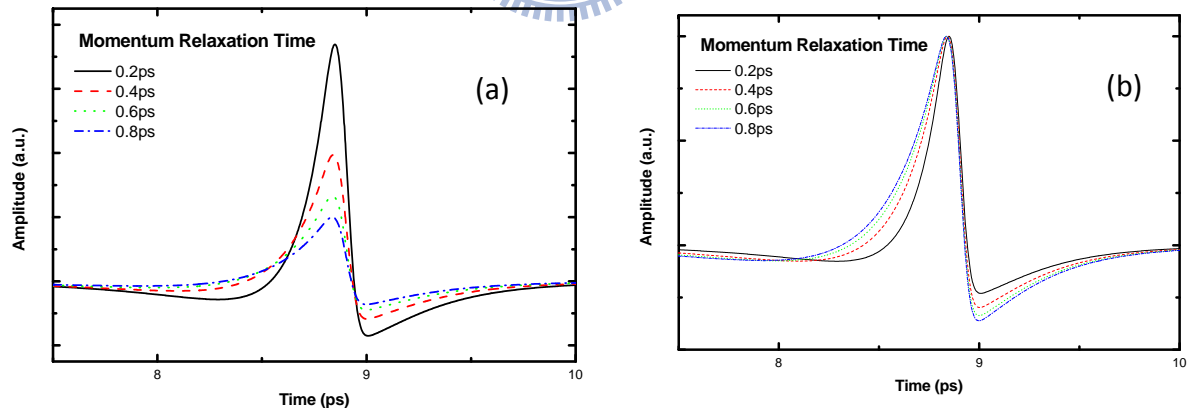 Momentum Relaxation Time
0.2ps
0.4ps
0.6ps
0.8ps
(a)
Amplitude (a.u.)
8
9
10
Time (ps)
Momentum Relaxation Time
0.2ps
0.4ps
0.6ps
0.8ps
(b)
Amplitude (a.u.)
8
9
10
Time (ps)